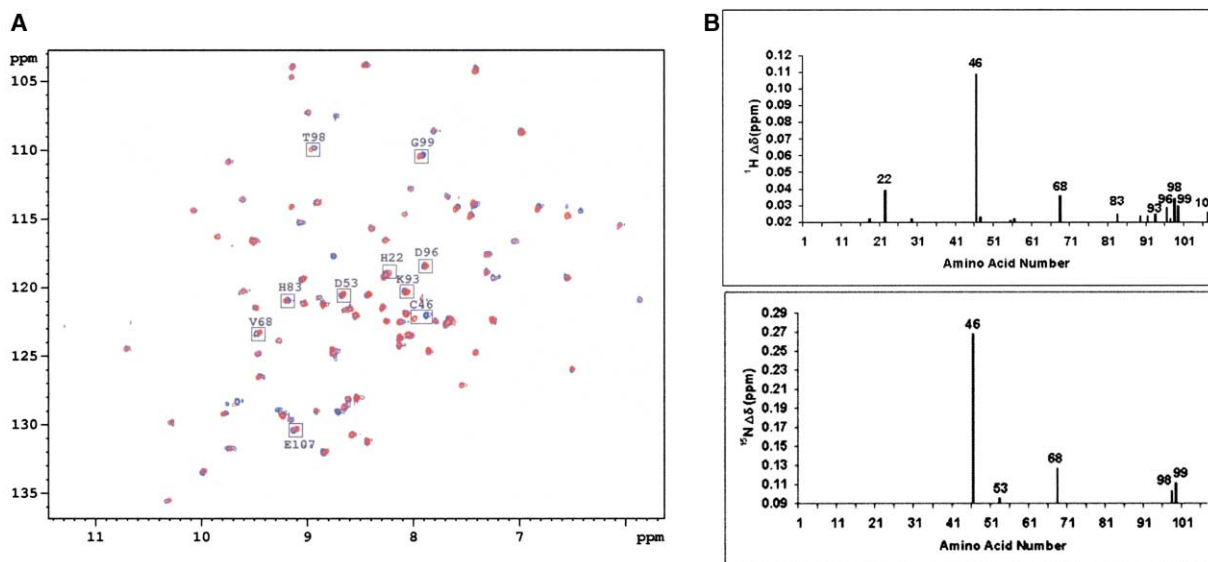 A
ppm
105
110
115
120
125
130
135
T98
G99
H22
D96
H83
D53
K93
C46
V68
E107
11
10
9
8
7
ppm
B
0.12
0.11
0.10
0.09
0.08
0.07
0.06
0.05
0.04
0.03
0.02
¹H Δδ(ppm)
46
22
68
83
93
96
98
99
10
1 11 21 31 41 51 61 71 81 91 101
Amino Acid Number
0.29
0.27
0.25
0.23
0.21
0.19
0.17
0.15
0.13
0.11
0.09
¹⁵N Δδ (ppm)
46
53
68
98
99
1 11 21 31 41 51 61 71 81 91 101
Amino Acid Number